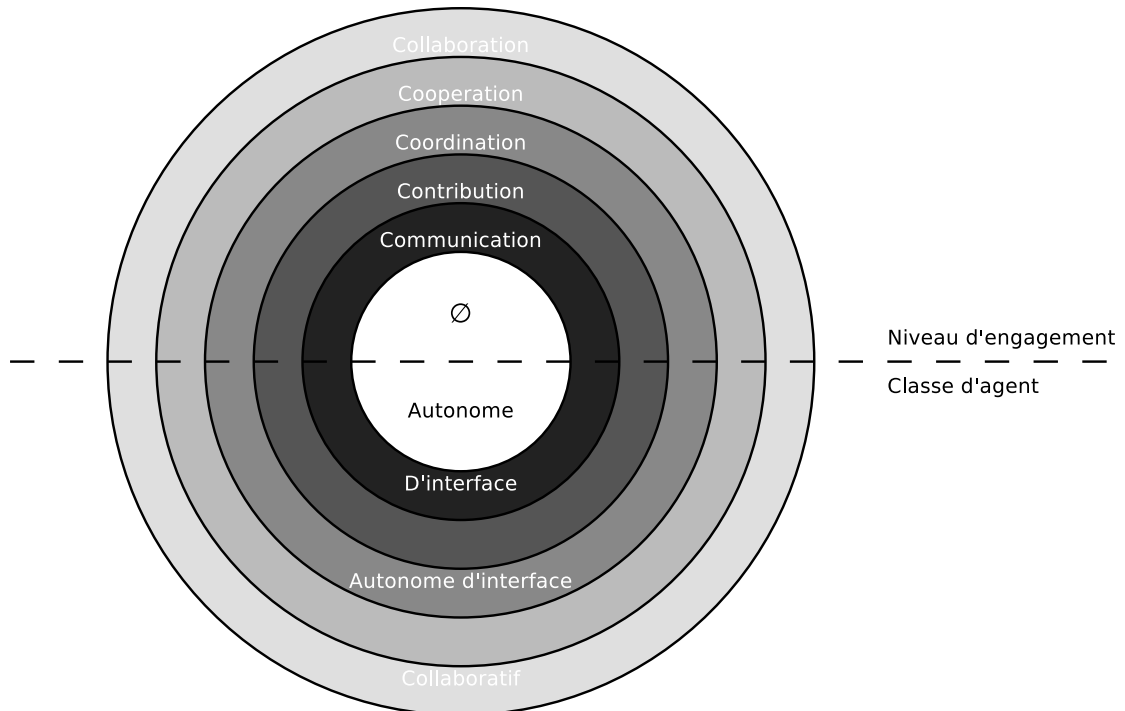 Collaboration
Cooperation
Coordination
Contribution
Communication
∅
Niveau d'engagement
Classe d'agent
Autonome
D'interface
Autonome d'interface
Collaboratif